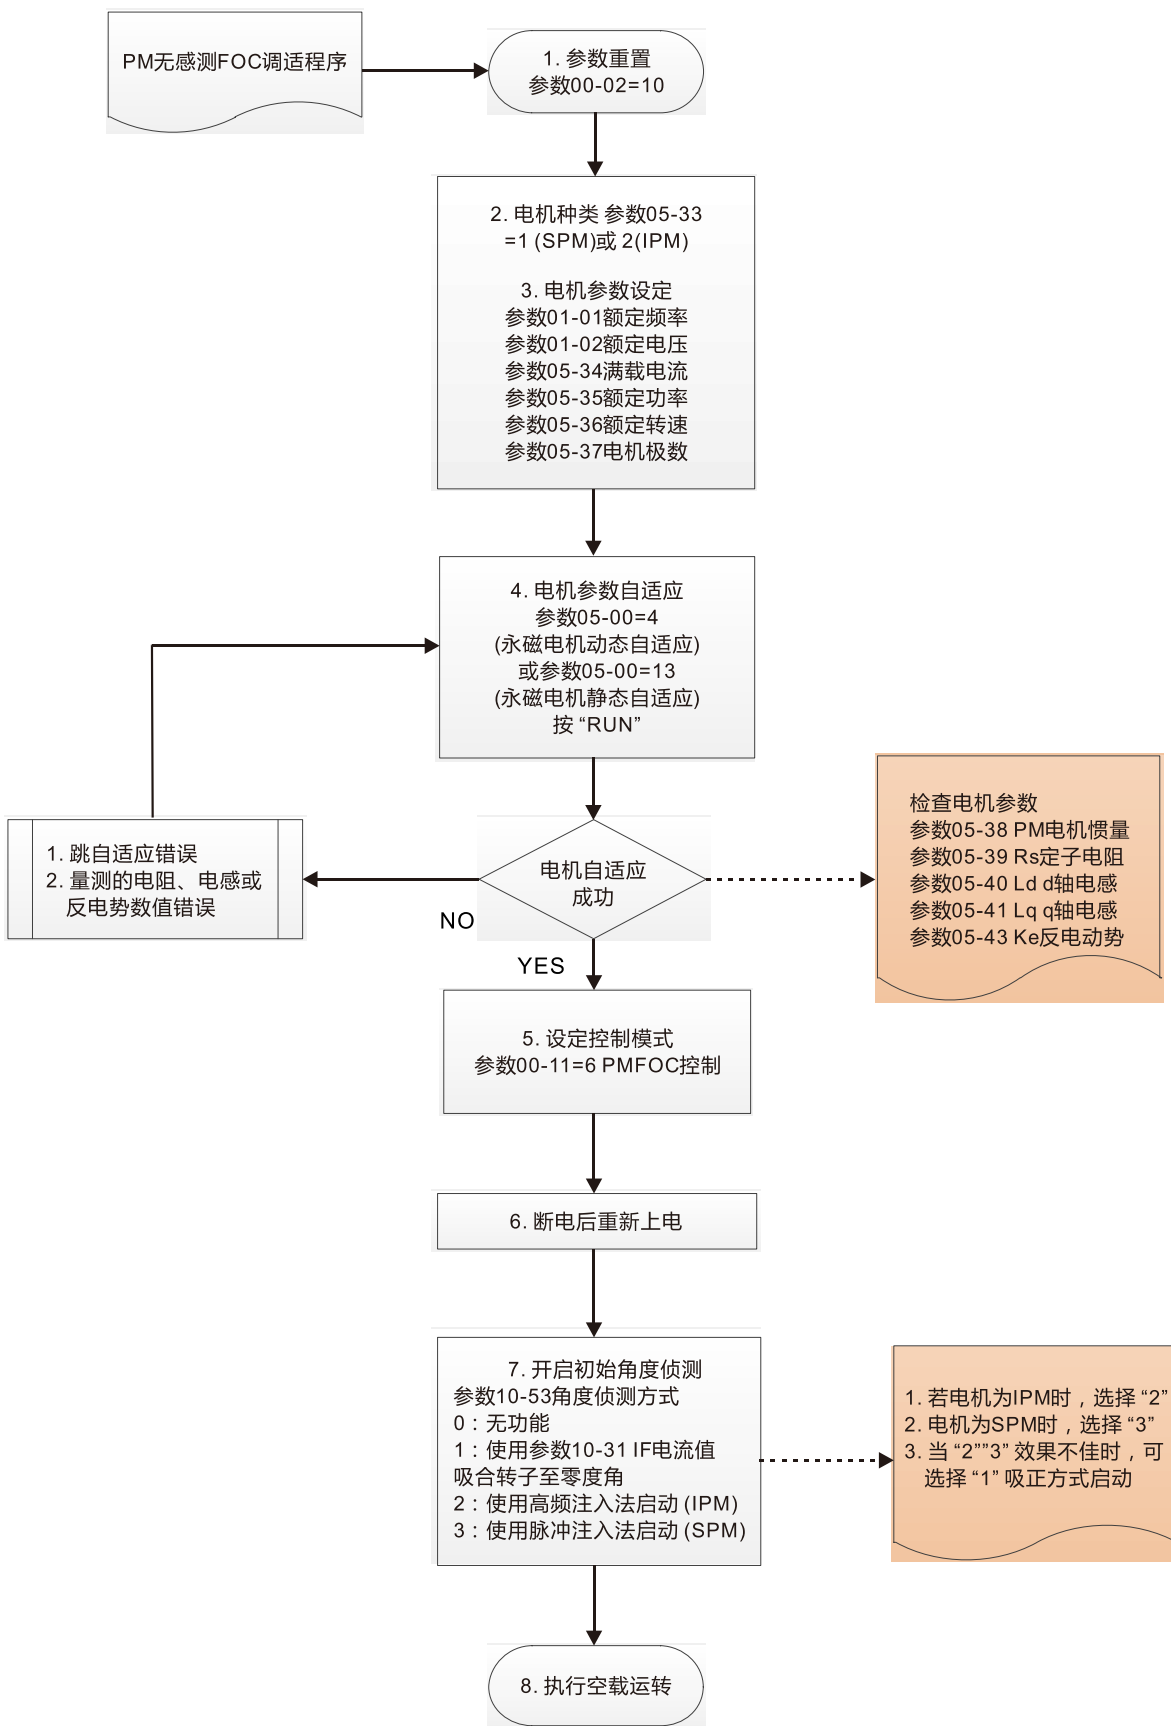 PM无感测FOC调适程序
1. 参数重置
参数00-02=10
2. 电机种类 参数05-33
=1 (SPM)或 2(IPM)
3. 电机参数设定
参数01-01额定频率
参数01-02额定电压
参数05-34满载电流
参数05-35额定功率
参数05-36额定转速
参数05-37电机极数
4. 电机参数自适应
参数05-00=4
(永磁电机动态自适应)
或参数05-00=13
(永磁电机静态自适应)
按 “RUN”
电机自适应
成功
NO
YES
1. 跳自适应错误
2. 量测的电阻、电感或
反电势数值错误
检查电机参数
参数05-38 PM电机惯量
参数05-39 Rs定子电阻
参数05-40 Ld d轴电感
参数05-41 Lq q轴电感
参数05-43 Ke反电动势
5. 设定控制模式
参数00-11=6 PMFOC控制
6. 断电后重新上电
7. 开启初始角度侦测
参数10-53角度侦测方式
0：无功能
1：使用参数10-31 IF电流值
吸合转子至零度角
2：使用高频注入法启动 (IPM)
3：使用脉冲注入法启动 (SPM)
1. 若电机为IPM时，选择 “2”
2. 电机为SPM时，选择 “3”
3. 当 “2””3” 效果不佳时，可
选择 “1” 吸正方式启动
8. 执行空载运转